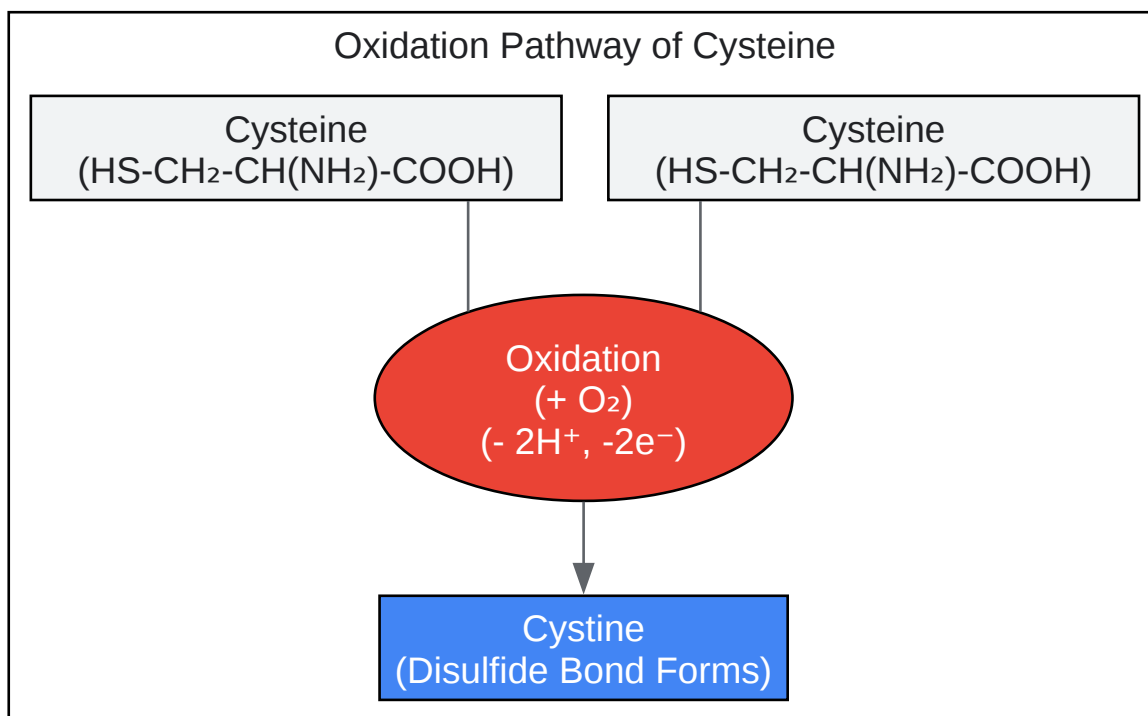 Oxidation Pathway of Cysteine
Cysteine
(HS-CH₂-CH(NH₂)-COOH)
Cysteine
(HS-CH₂-CH(NH₂)-COOH)
Oxidation
(+ O₂)
(- 2H⁺, -2e⁻)
Cystine
(Disulfide Bond Forms)